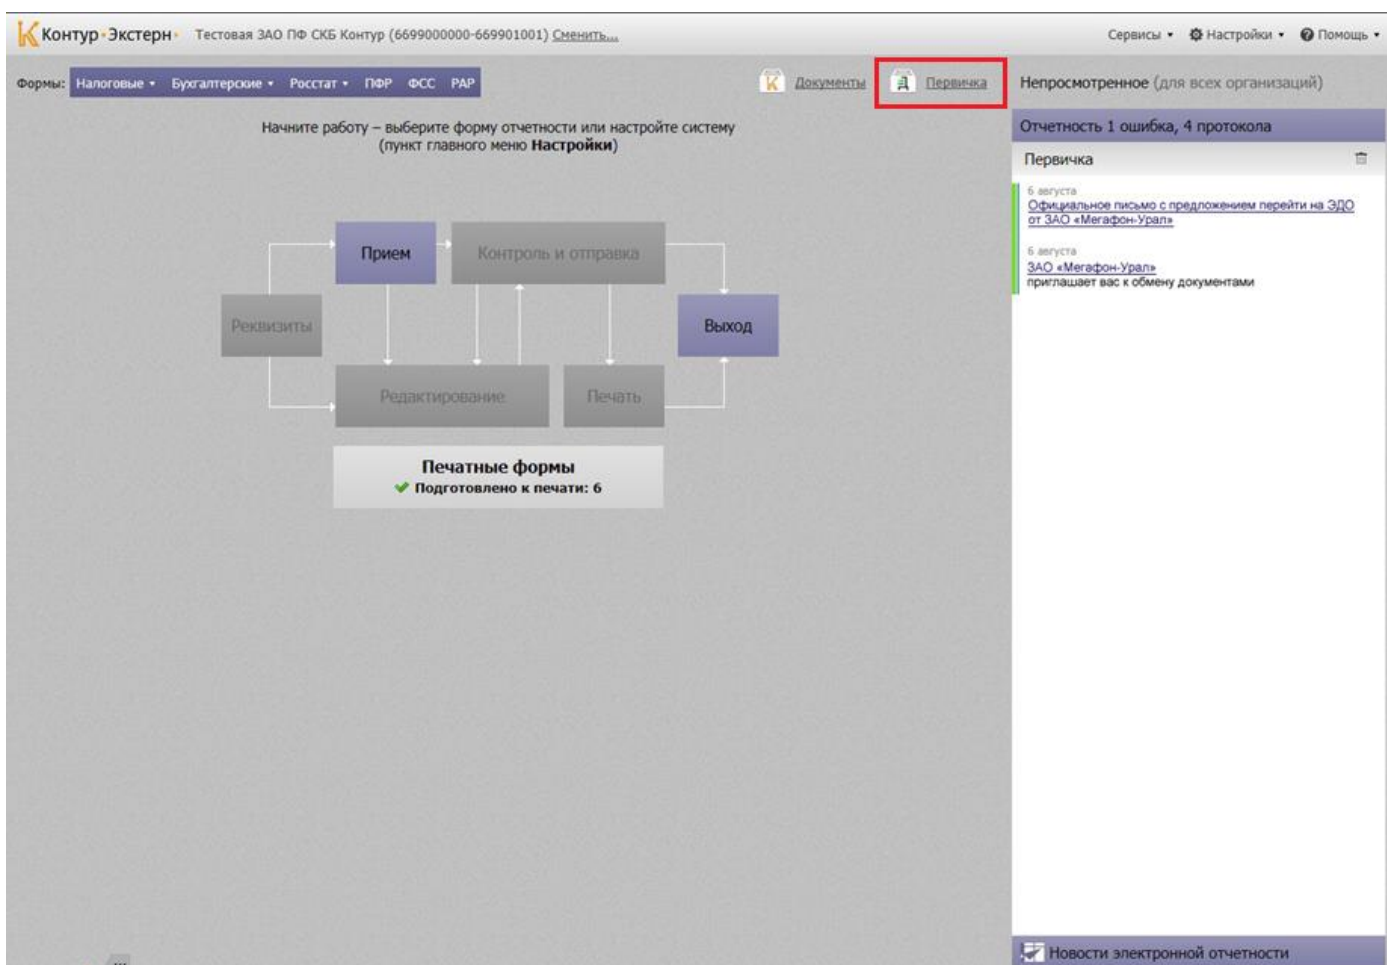 Контур·Экстерн· Тестовая ЗАО ПФ СКБ Контур (6699000000-669901001) Сменить... Сервисы Настройки Помощь
Формы: Налоговые Бухгалтерские Росстат ПФР ФСС РАР Документы Первичка Непросмотренное (для всех организаций)
Начните работу – выберите форму отчетности или настройте систему
(пункт главного меню Настройки)
Прием
Контроль и отправка
Реквизиты
Выход
Редактирование
Печать
Печатные формы
Подготовлено к печати: 6
Отчетность 1 ошибка, 4 протокола
Первичка
6 августа
Официальное письмо с предложением перейти на ЭДО
от ЗАО «Мегафон-Урал»
6 августа
ЗАО «Мегафон-Урал»
приглашает вас к обмену документами
Новости электронной отчетности